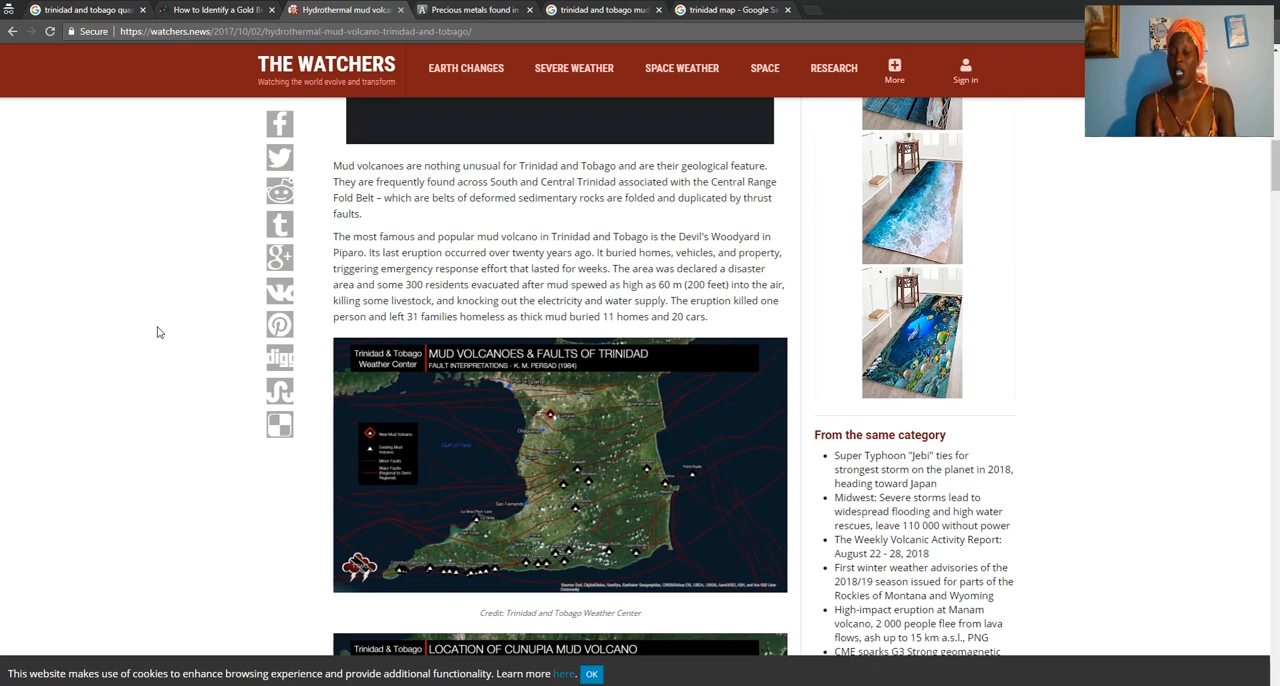 trinidad and tobago qua
How to Identify a Gold B
Hydrothermal mud volca
Precious metals found in
trinidad and tobago mud
trinidad map - Google Se
Secure
https://watchers.news/2017/10/02/hydrothermal-mud-volcano-trinidad-and-tobago/
THE WATCHERS
Watching the world evolve and transform
EARTH CHANGES
SEVERE WEATHER
SPACE WEATHER
SPACE
RESEARCH
More
Sign in
Mud volcanoes are nothing unusual for Trinidad and Tobago and are their geological feature.
They are frequently found across South and Central Trinidad associated with the Central Range
Fold Belt – which are belts of deformed sedimentary rocks are folded and duplicated by thrust
faults.
The most famous and popular mud volcano in Trinidad and Tobago is the Devil's Woodyard in
Piparo. Its last eruption occurred over twenty years ago. It buried homes, vehicles, and property,
triggering emergency response effort that lasted for weeks. The area was declared a disaster
area and some 300 residents evacuated after mud spewed as high as 60 m (200 feet) into the air,
killing some livestock, and knocking out the electricity and water supply. The eruption killed one
person and left 31 families homeless as thick mud buried 11 homes and 20 cars.
Trinidad & Tobago
Weather Center
MUD VOLCANOES & FAULTS OF TRINIDAD
FAULT INTERPRETATIONS - K. M. PERSAD (1984)
New Mud Volcano
Existing Mud
Volcano
Minor Faults
Major Faults
(Regional to Semi-
Regional)
Gulf of Paria
Chaguanas
San Fernando
Credit: Trinidad and Tobago Weather Center
Trinidad & Tobago
LOCATION OF CUNUPIA MUD VOLCANO
From the same category
Super Typhoon "Jebi" ties for
strongest storm on the planet in 2018,
heading toward Japan
Midwest: Severe storms lead to
widespread flooding and high water
rescues, leave 110 000 without power
The Weekly Volcanic Activity Report:
August 22 - 28, 2018
First winter weather advisories of the
2018/19 season issued for parts of the
Rockies of Montana and Wyoming
High-impact eruption at Manam
volcano, 2 000 people flee from lava
flows, ash up to 15 km a.s.l., PNG
CME sparks G3 Strong geomagnetic
This website makes use of cookies to enhance browsing experience and provide additional functionality. Learn more here.
OK